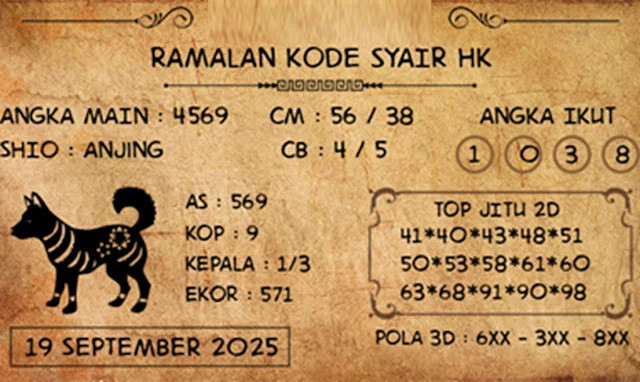 RAMALAN KODE SYAIR HK
ANGKA MAIN : 4569
SHIO : ANJING
CM : 56 / 38
CB : 4 / 5
ANGKA IKUT
1 0 3 8
AS : 569
KOP : 9
KEPALA : 1/3
EKOR : 571
TOP JITU 2D
41*40*43*48*51
50*53*58*61*60
63*68*91*90*98
19 SEPTEMBER 2025
POLA 3D : 6XX - 3XX - 8XX